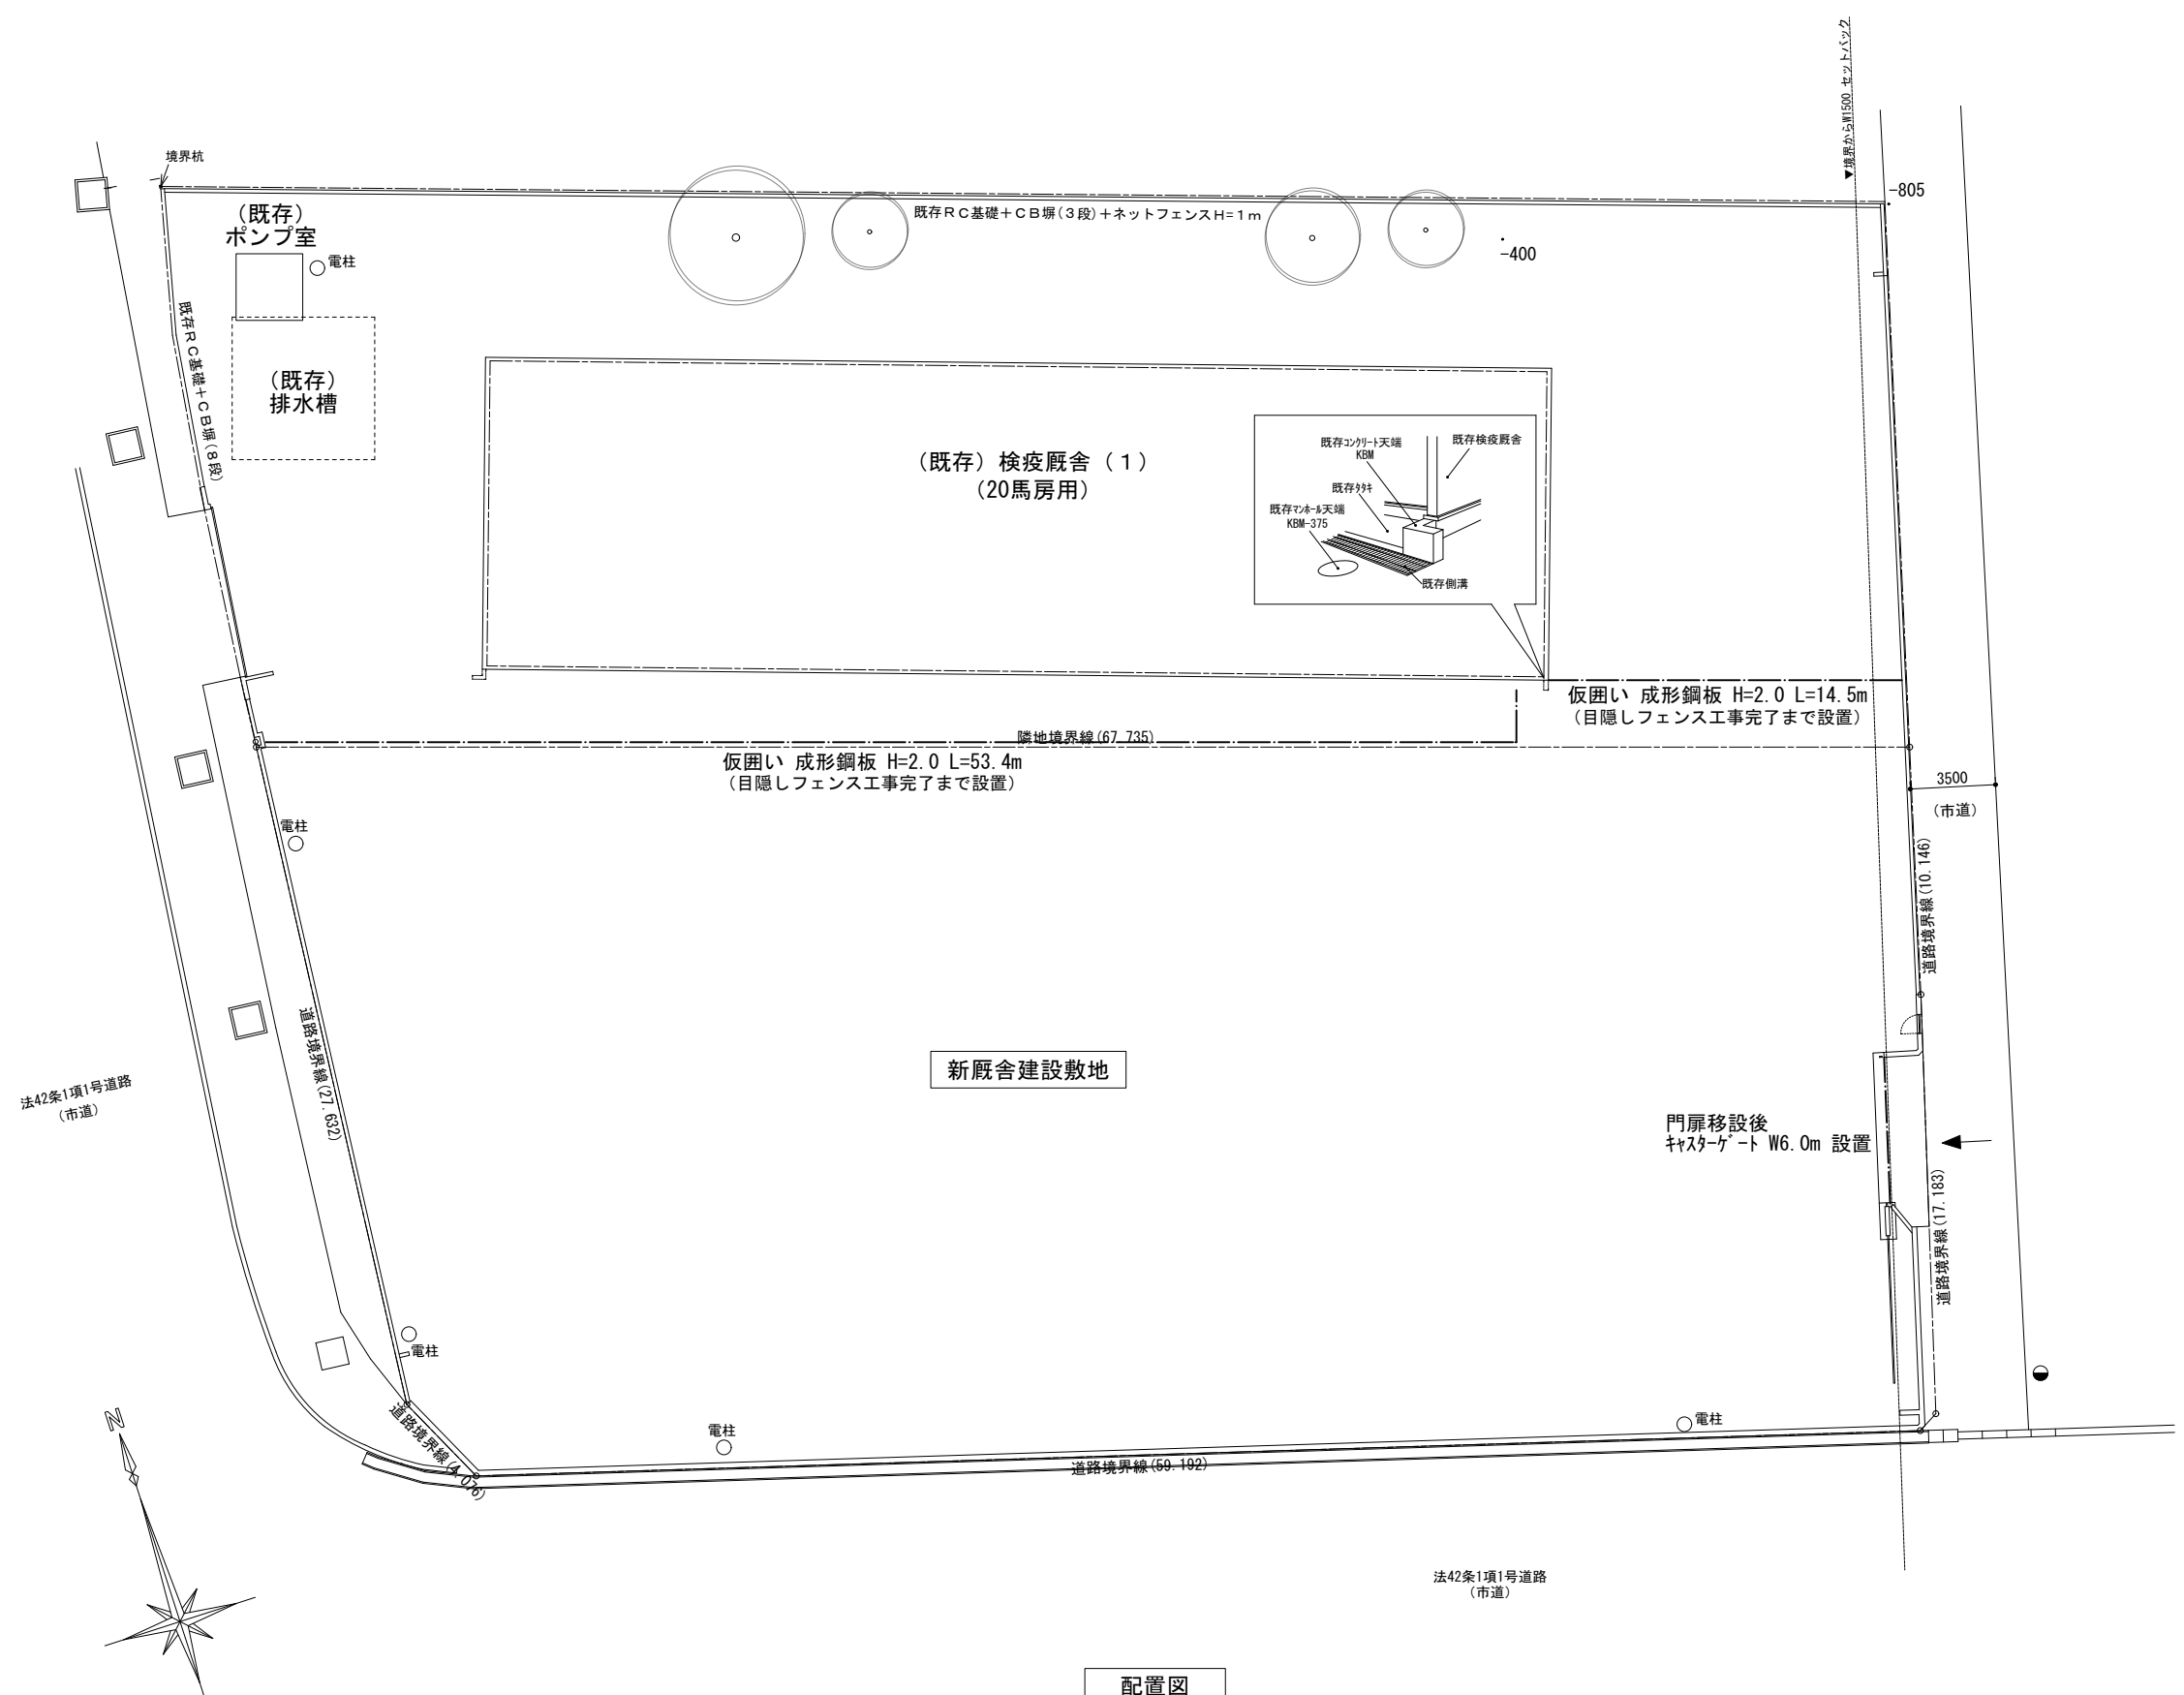 ▼境界からW1500 セットバック
境界杭
-805
（既存）
ポンプ室
電柱
既存ＲＣ基礎＋ＣＢ塀（３段）＋ネットフェンスＨ＝１ｍ
-400
既存ＲＣ基礎＋ＣＢ塀（８段）
（既存）
排水槽
（既存）検疫厩舎（１）
（20馬房用）
既存ｺﾝｸﾘｰﾄ天端
KBM
既存検疫厩舎
既存ﾀﾀｷ
既存ﾏﾝﾎｰﾙ天端
KBM-375
既存側溝
仮囲い 成形鋼板 H=2.0 L=14.5m
（目隠しフェンス工事完了まで設置）
隣地境界線(67.735)
仮囲い 成形鋼板 H=2.0 L=53.4m
（目隠しフェンス工事完了まで設置）
3500
（市道）
電柱
道路境界線(10.146)
道路境界線(27.632)
新厩舎建設敷地
法42条1項1号道路
（市道）
門扉移設後
ｷｬｽﾀｰｹﾞｰﾄ W6.0m 設置
道路境界線(17.183)
電柱
道路境界線(4.076)
電柱
電柱
道路境界線(59.192)
N
法42条1項1号道路
（市道）
配置図